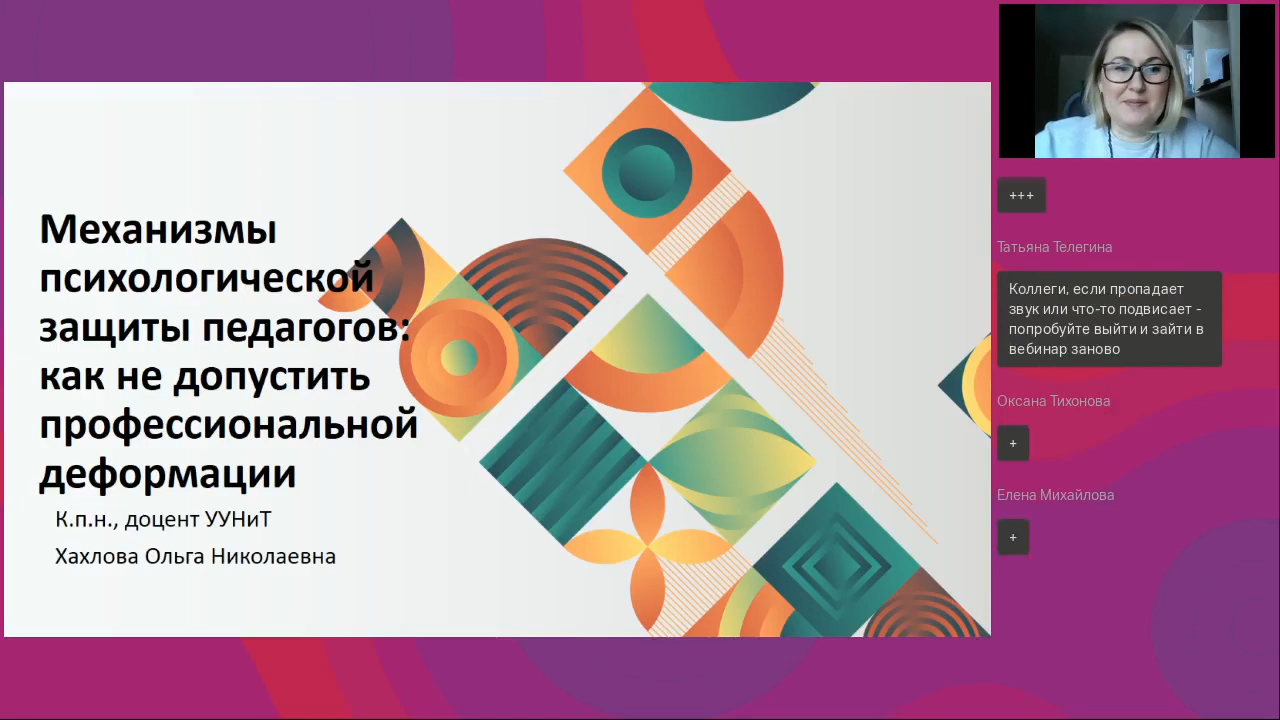 Механизмы
психологической
защиты педагогов:
как не допустить
профессиональной
деформации
К.п.н., доцент УУНиТ
Хахлова Ольга Николаевна
+++
Татьяна Телегина
Коллеги, если пропадает
звук или что-то подвисает -
попробуйте выйти и зайти в
вебинар заново
Оксана Тихонова
+
Елена Михайлова
+